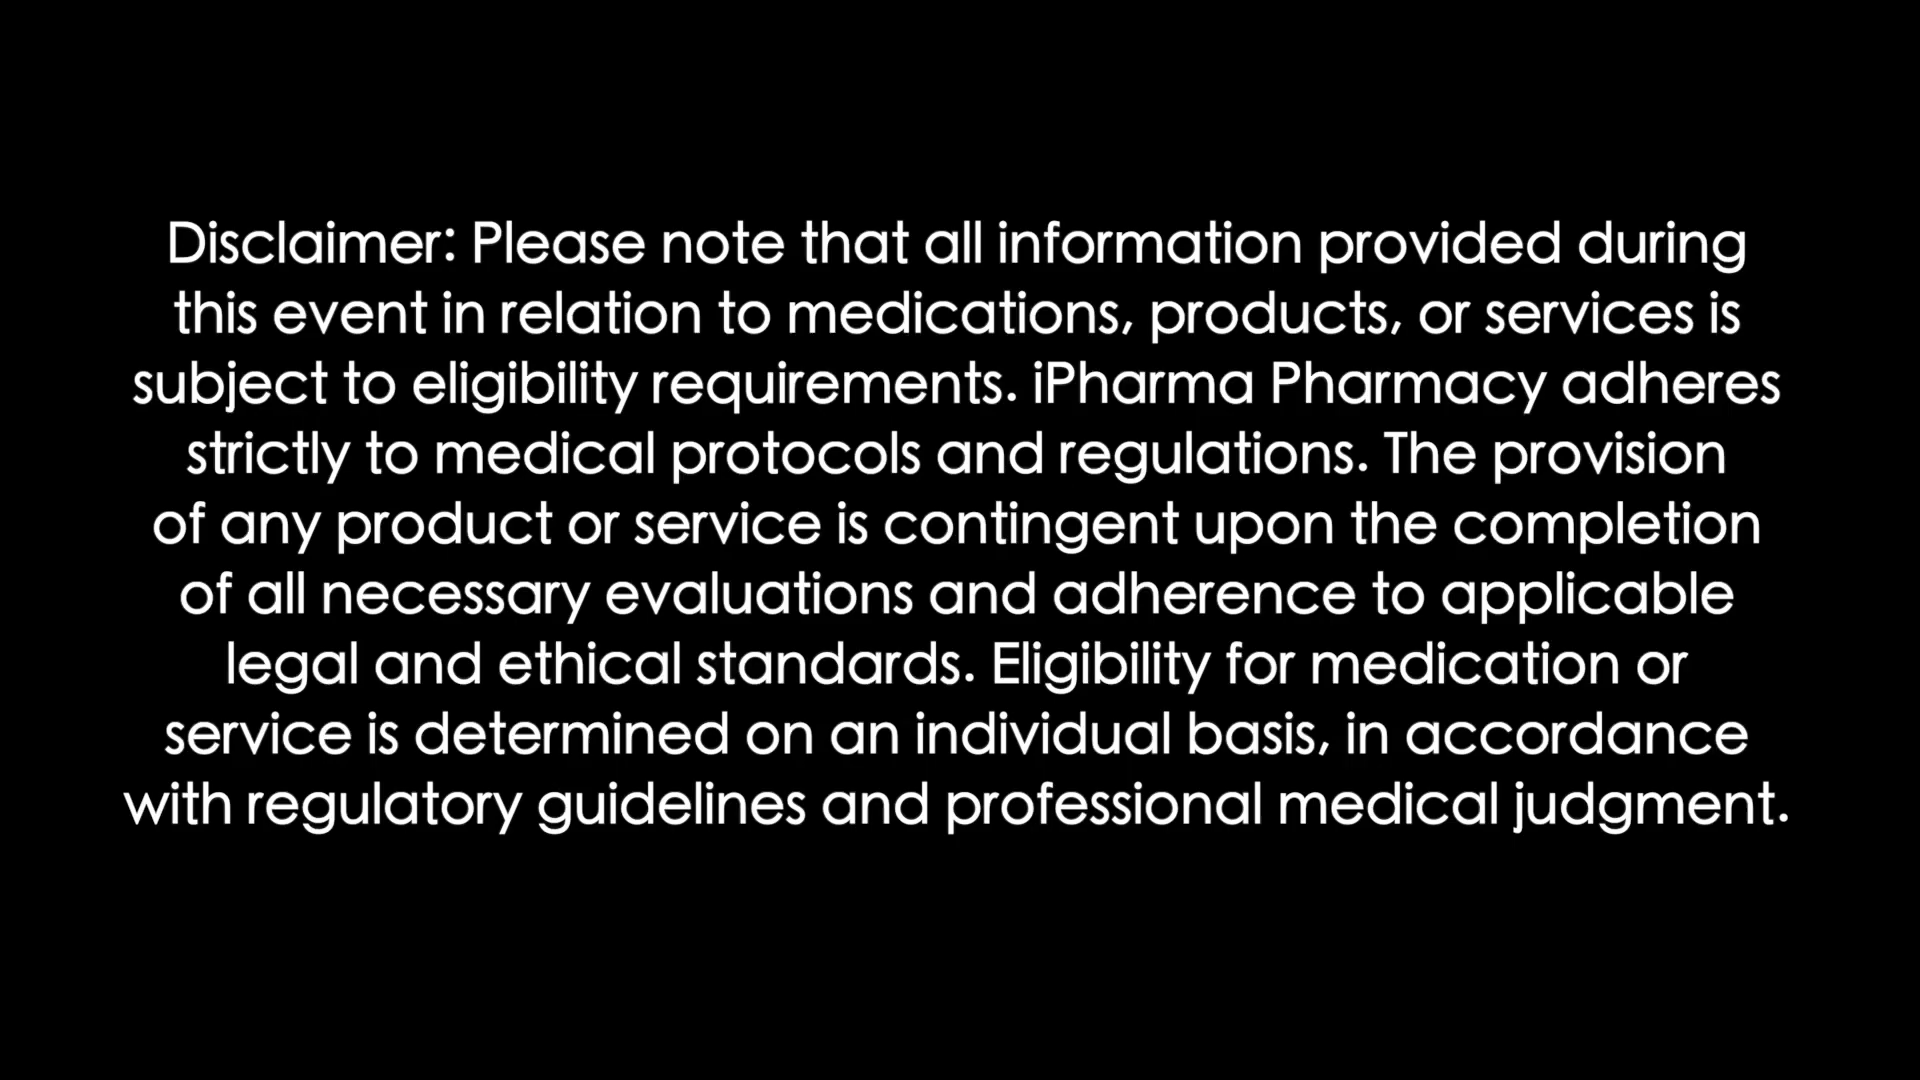 Disclaimer: Please note that all information provided during
this event in relation to medications, products, or services is
subject to eligibility requirements. iPharma Pharmacy adheres
strictly to medical protocols and regulations. The provision
of any product or service is contingent upon the completion
of all necessary evaluations and adherence to applicable
legal and ethical standards. Eligibility for medication or
service is determined on an individual basis, in accordance
with regulatory guidelines and professional medical judgment.